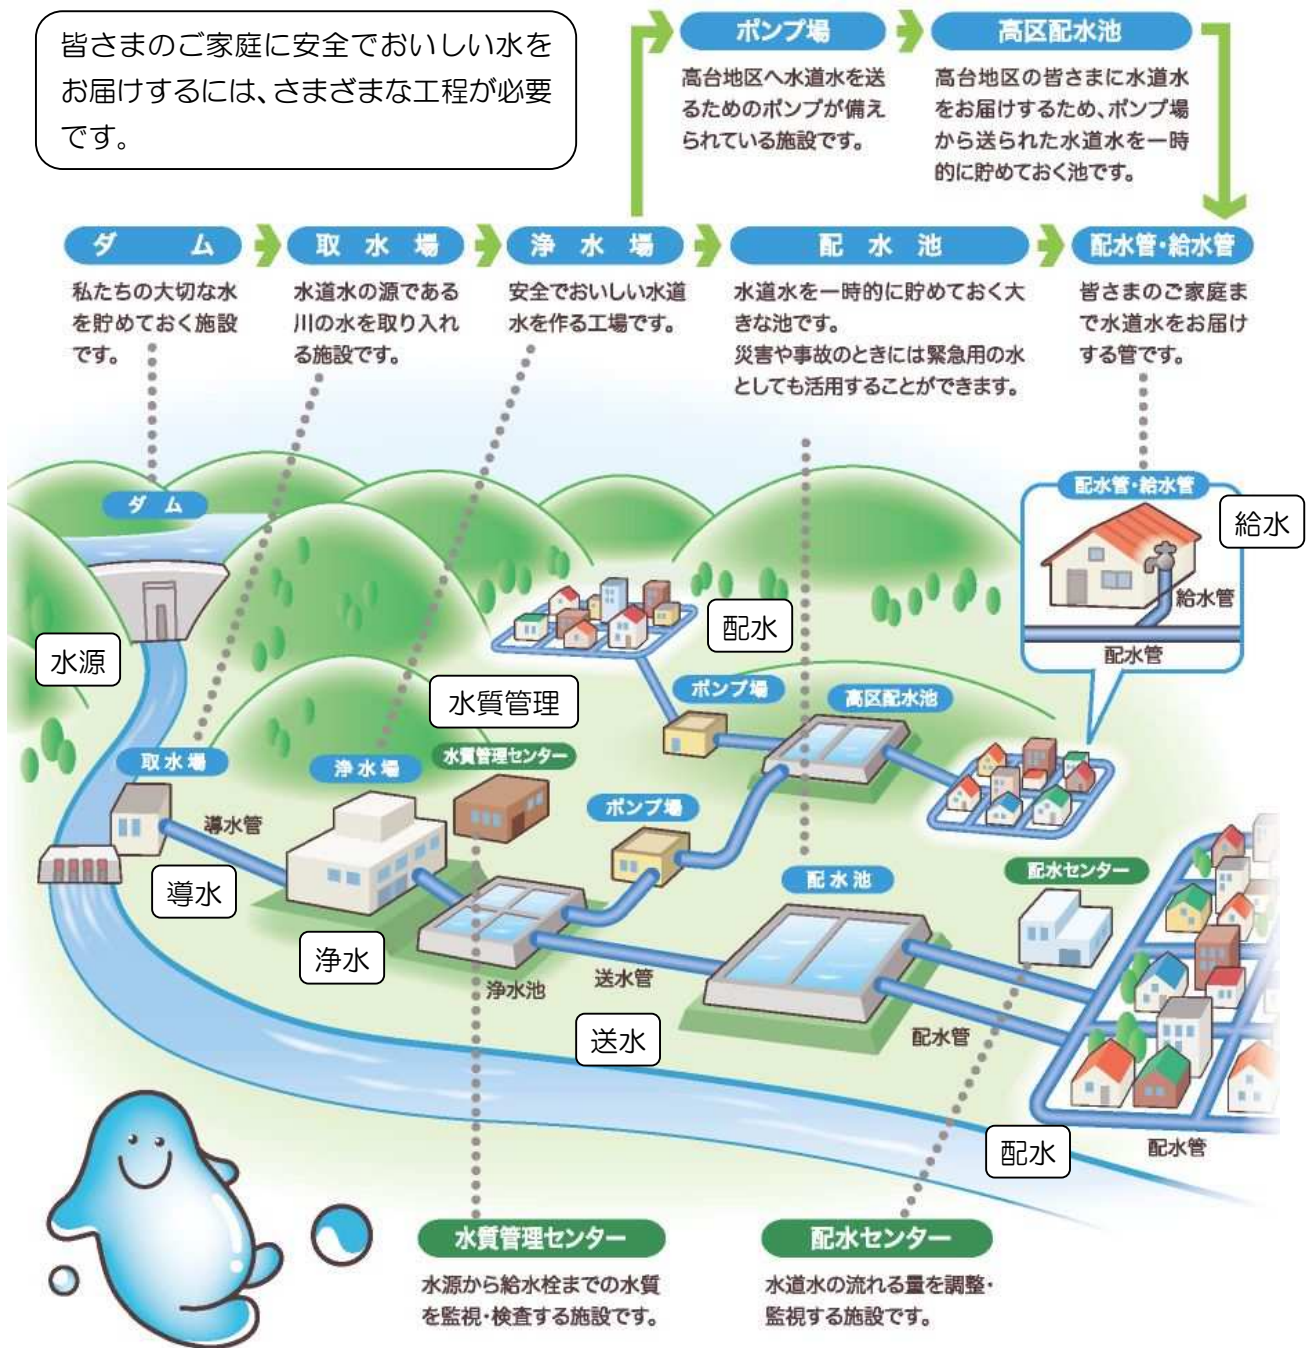 皆さまのご家庭に安全でおいしい水を
お届けするには、さまざまな工程が必要
です。
ポンプ場
高台地区へ水道水を送
るためのポンプが備え
られている施設です。
高区配水池
高台地区の皆さまに水道水
をお届けするため、ポンプ場
から送られた水道水を一時
的に貯めておく池です。
ダム
私たちの大切な水
を貯めておく施設
です。
取水場
水道水の源である
川の水を取り入れ
る施設です。
浄水場
安全でおいしい水道
水を作る工場です。
配水池
水道水を一時的に貯めておく大
きな池です。
災害や事故のときには緊急用の水
としても活用することができます。
配水管・給水管
皆さまのご家庭ま
で水道水をお届け
する管です。
ダム
配水管・給水管
給水
給水管
配水管
配水
水源
水質管理
ポンプ場
高区配水池
取水場
浄水場
水質管理センター
導水管
ポンプ場
導水
配水池
配水センター
浄水
浄水池
送水管
送水
配水管
配水
配水管
水質管理センター
水源から給水栓までの水質
を監視・検査する施設です。
配水センター
水道水の流れる量を調整・
監視する施設です。